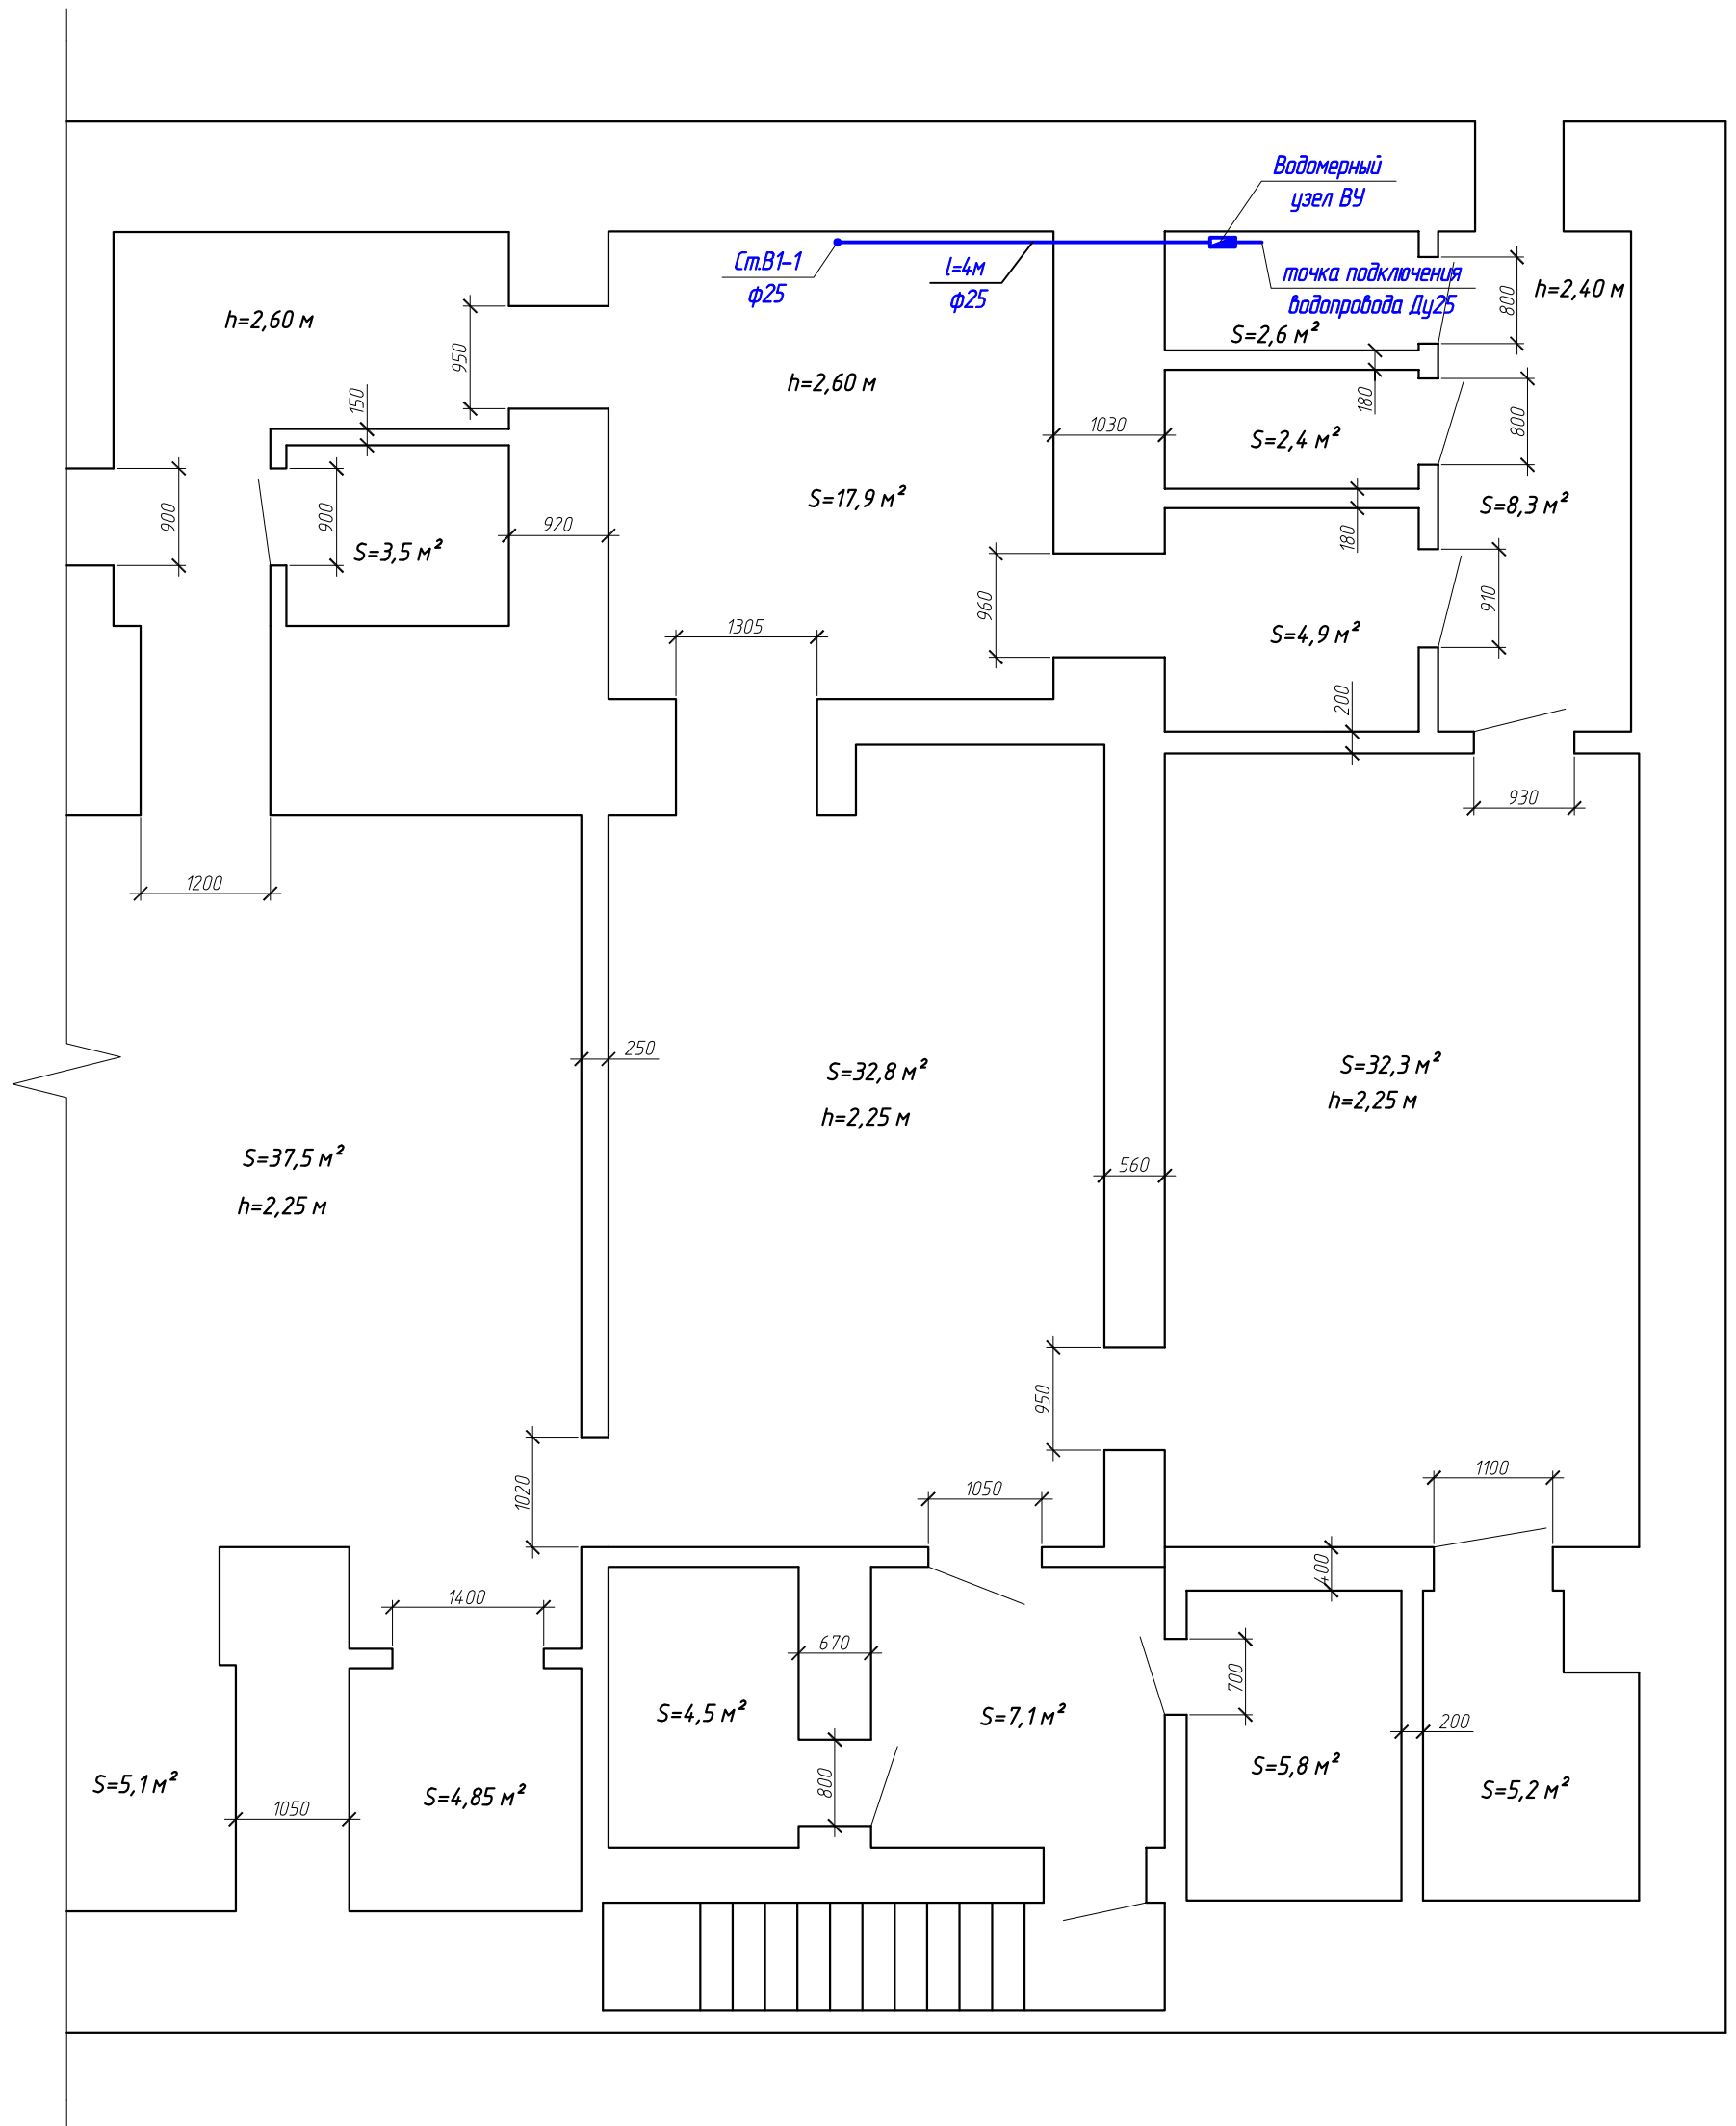 Водомерный
узел ВУ
Ст.В1-1
ф25
l=4м
ф25
точка подключения
водопровода Ду25
h=2,40 м
800
h=2,60 м
S=2,6 м²
950
h=2,60 м
150
180
800
1030
S=2,4 м²
S=17,9 м²
S=8,3 м²
900
900
920
S=3,5 м²
180
960
910
1305
S=4,9 м²
200
930
1200
250
S=32,8 м²
h=2,25 м
S=32,3 м²
h=2,25 м
S=37,5 м²
h=2,25 м
560
950
1020
1050
1100
400
1400
670
700
S=4,5 м²
S=7,1 м²
200
S=5,1 м²
S=4,85 м²
800
S=5,8 м²
S=5,2 м²
1050